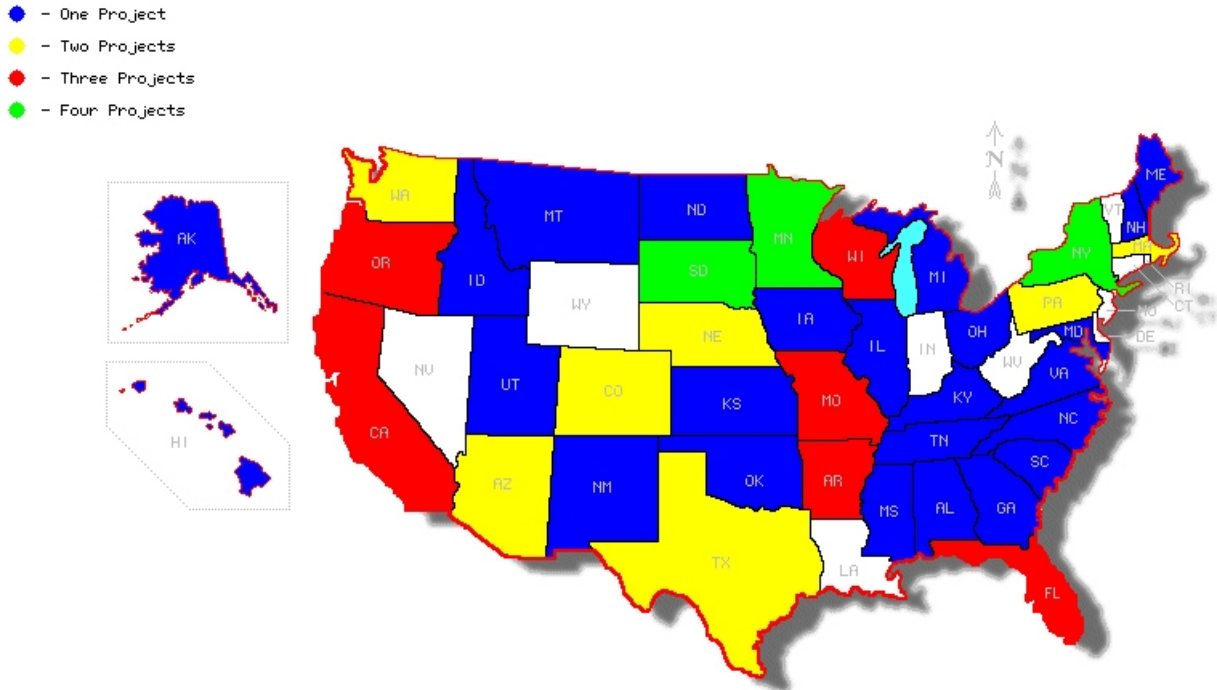 - One Project
- Two Projects
- Three Projects
- Four Projects
N
WA
MT
ND
MN
OR
ID
SD
WI
MI
ME
VT
NH
NY
MA
RI
CT
AK
WY
IA
NE
PA
MD
DE
NV
UT
CO
KS
IL
IN
OH
WV
VA
KY
MO
CA
HI
AZ
NM
OK
AR
TN
NC
SC
MS
AL
GA
TX
LA
FL